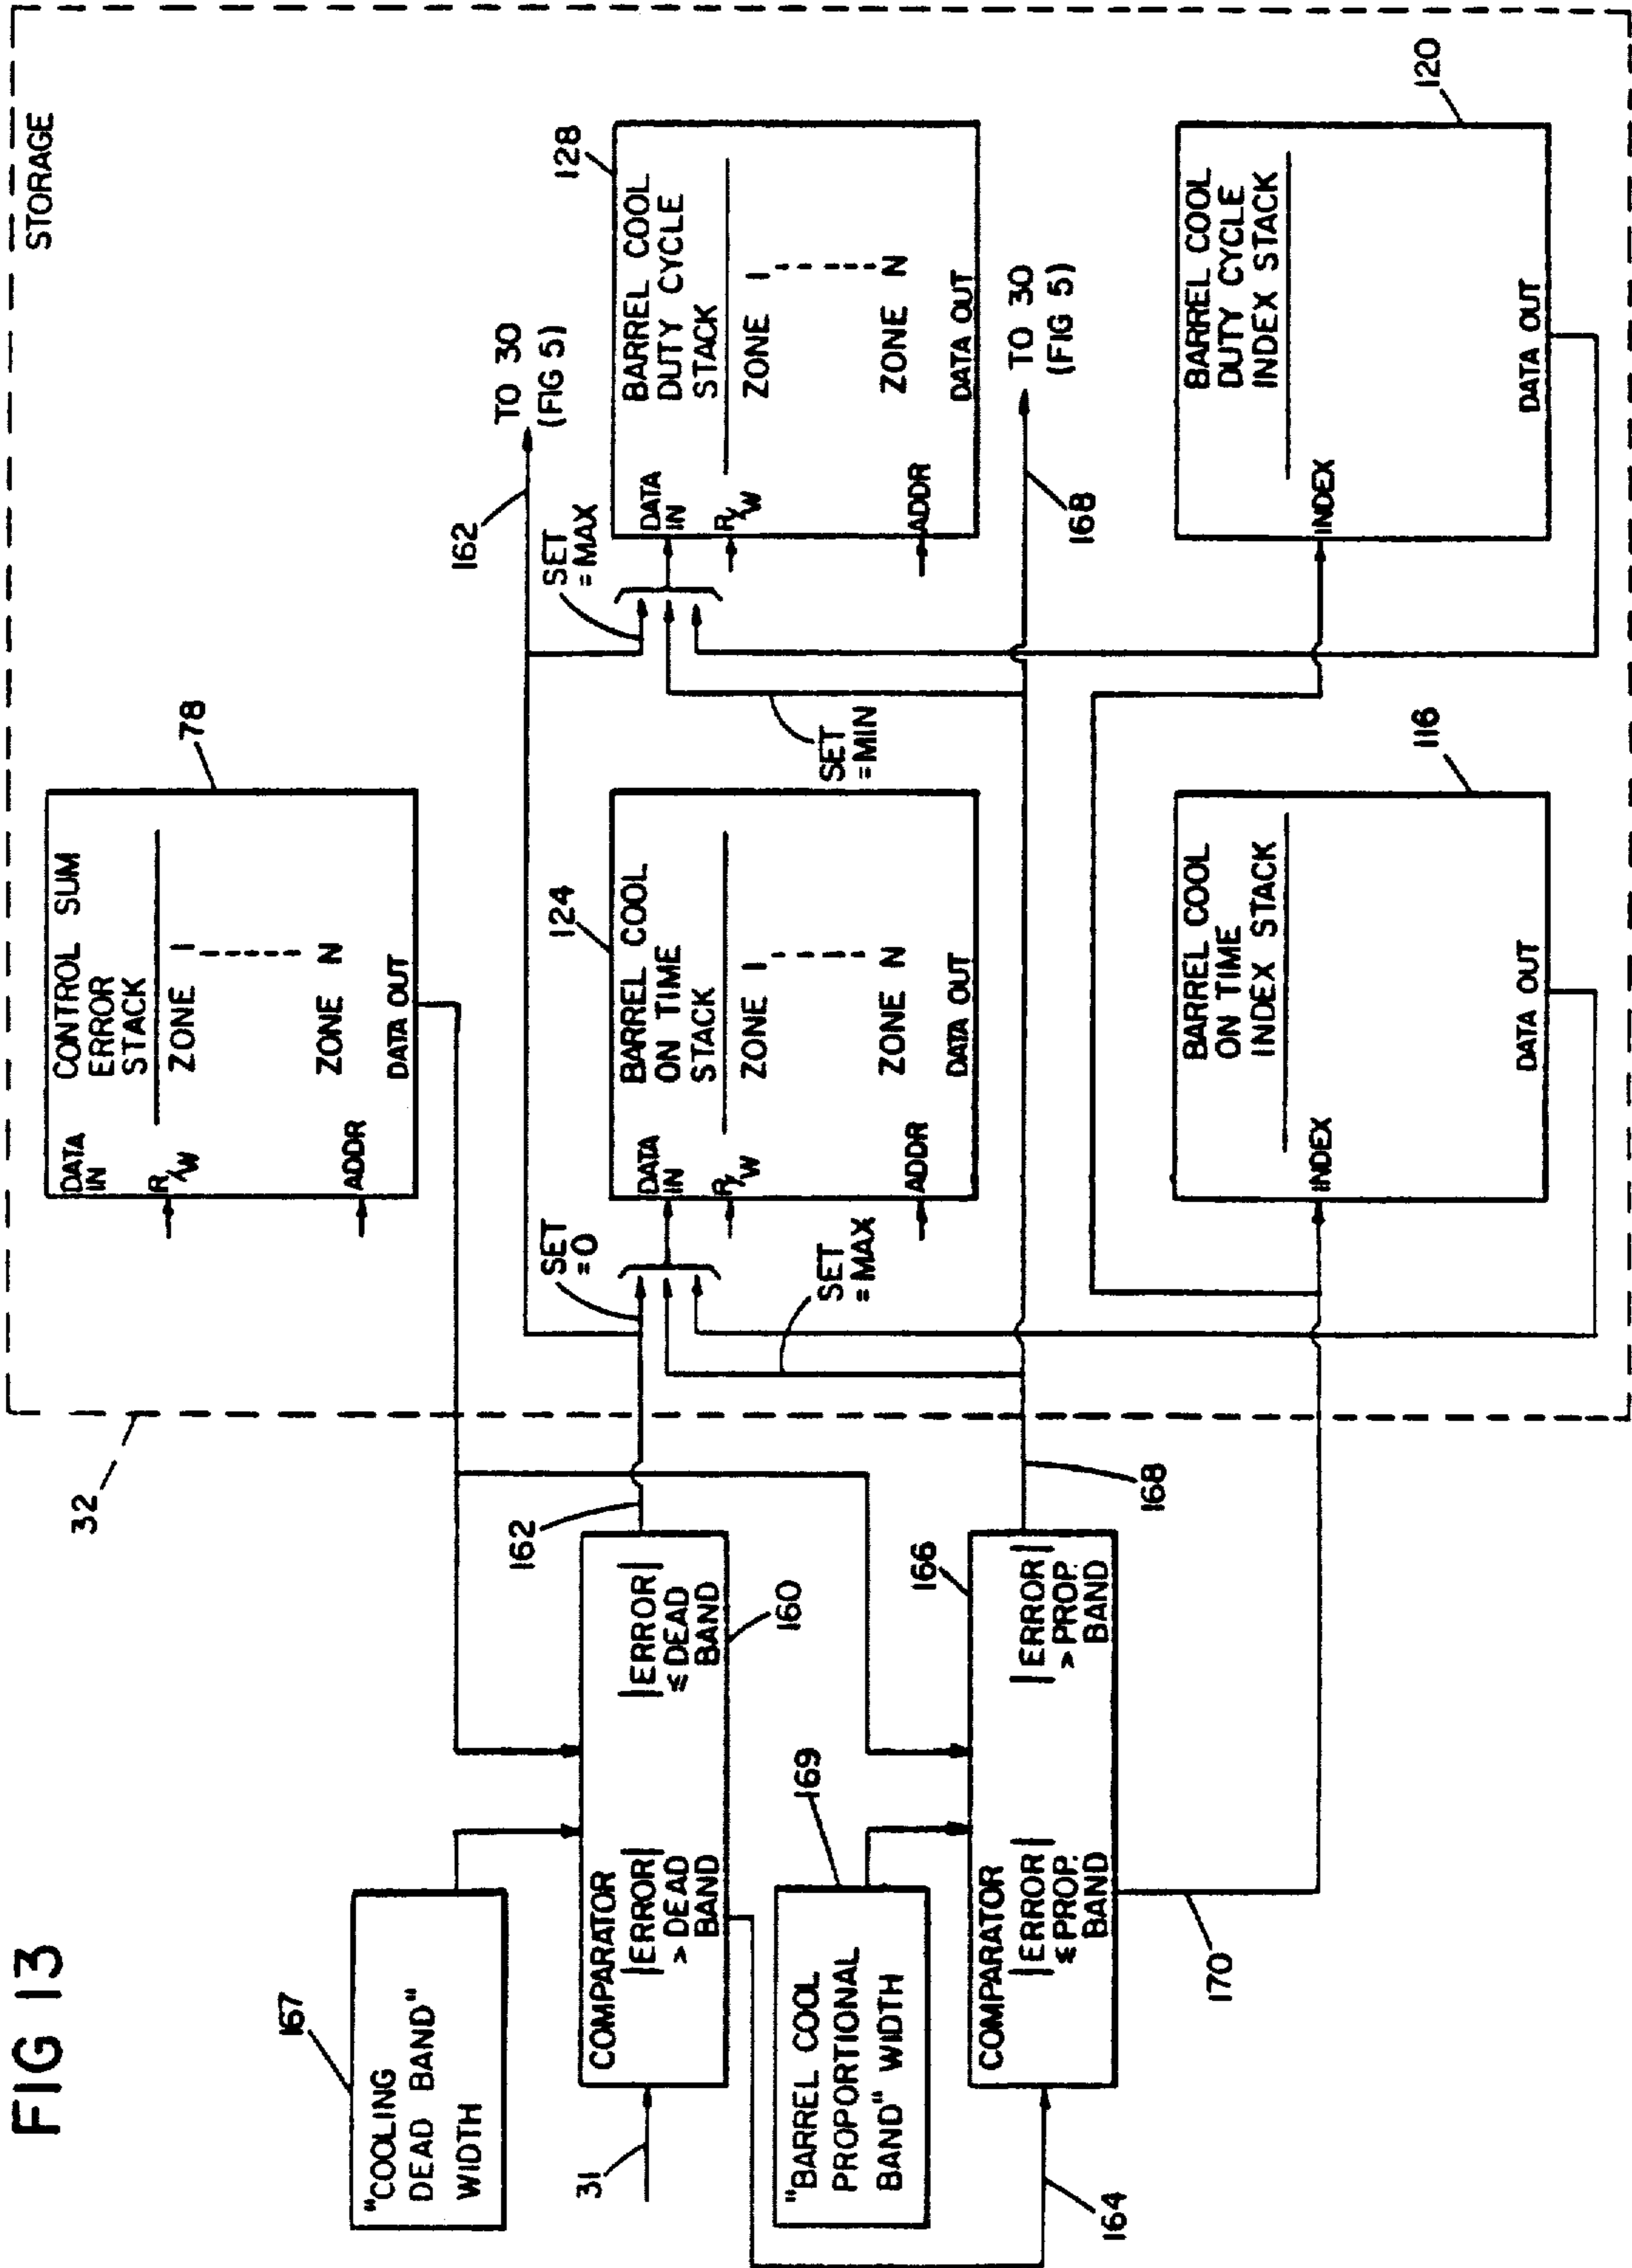 FIG 13
32
STORAGE
CONTROL SUM
ERROR
STACK
ZONE 1
ZONE N
DATA
IN
R/W
ADDR
DATA OUT
78
167
"COOLING
DEAD BAND"
WIDTH
31
COMPARATOR
|ERROR|
> DEAD
BAND
|ERROR|
≤ DEAD
BAND
160
162
SET
=0
162
TO 30
(FIG 5)
124
BARREL COOL
ON TIME
STACK
ZONE 1
ZONE N
DATA
IN
R/W
ADDR
DATA OUT
SET
=MAX
128
BARREL COOL
DUTY CYCLE
STACK
ZONE 1
ZONE N
DATA
IN
R/W
ADDR
DATA OUT
169
"BARREL COOL
PROPORTIONAL
BAND" WIDTH
164
COMPARATOR
|ERROR|
≤ PROP.
BAND
|ERROR|
> PROP.
BAND
166
168
SET
=MAX
SET
=MIN
168
TO 30
(FIG 5)
170
BARREL COOL
ON TIME
INDEX STACK
INDEX
DATA OUT
116
BARREL COOL
DUTY CYCLE
INDEX STACK
INDEX
DATA OUT
120